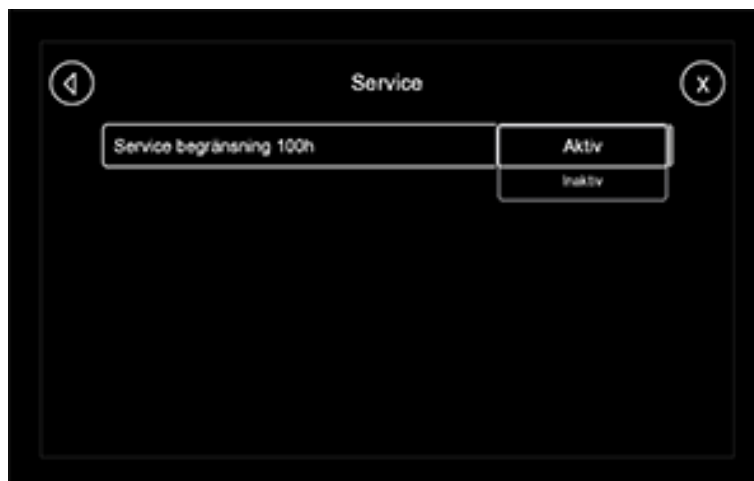 Service
X
Service begränsning 100h
Aktiv
Inaktiv